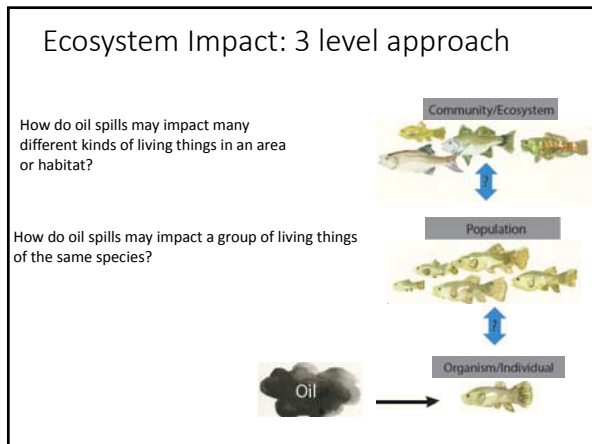 Ecosystem Impact: 3 level approach
Community/Ecosystem
How do oil spills may impact many
different kinds of living things in an area
or habitat?
?
Population
How do oil spills may impact a group of living things
of the same species?
?
Organism/Individual
Oil